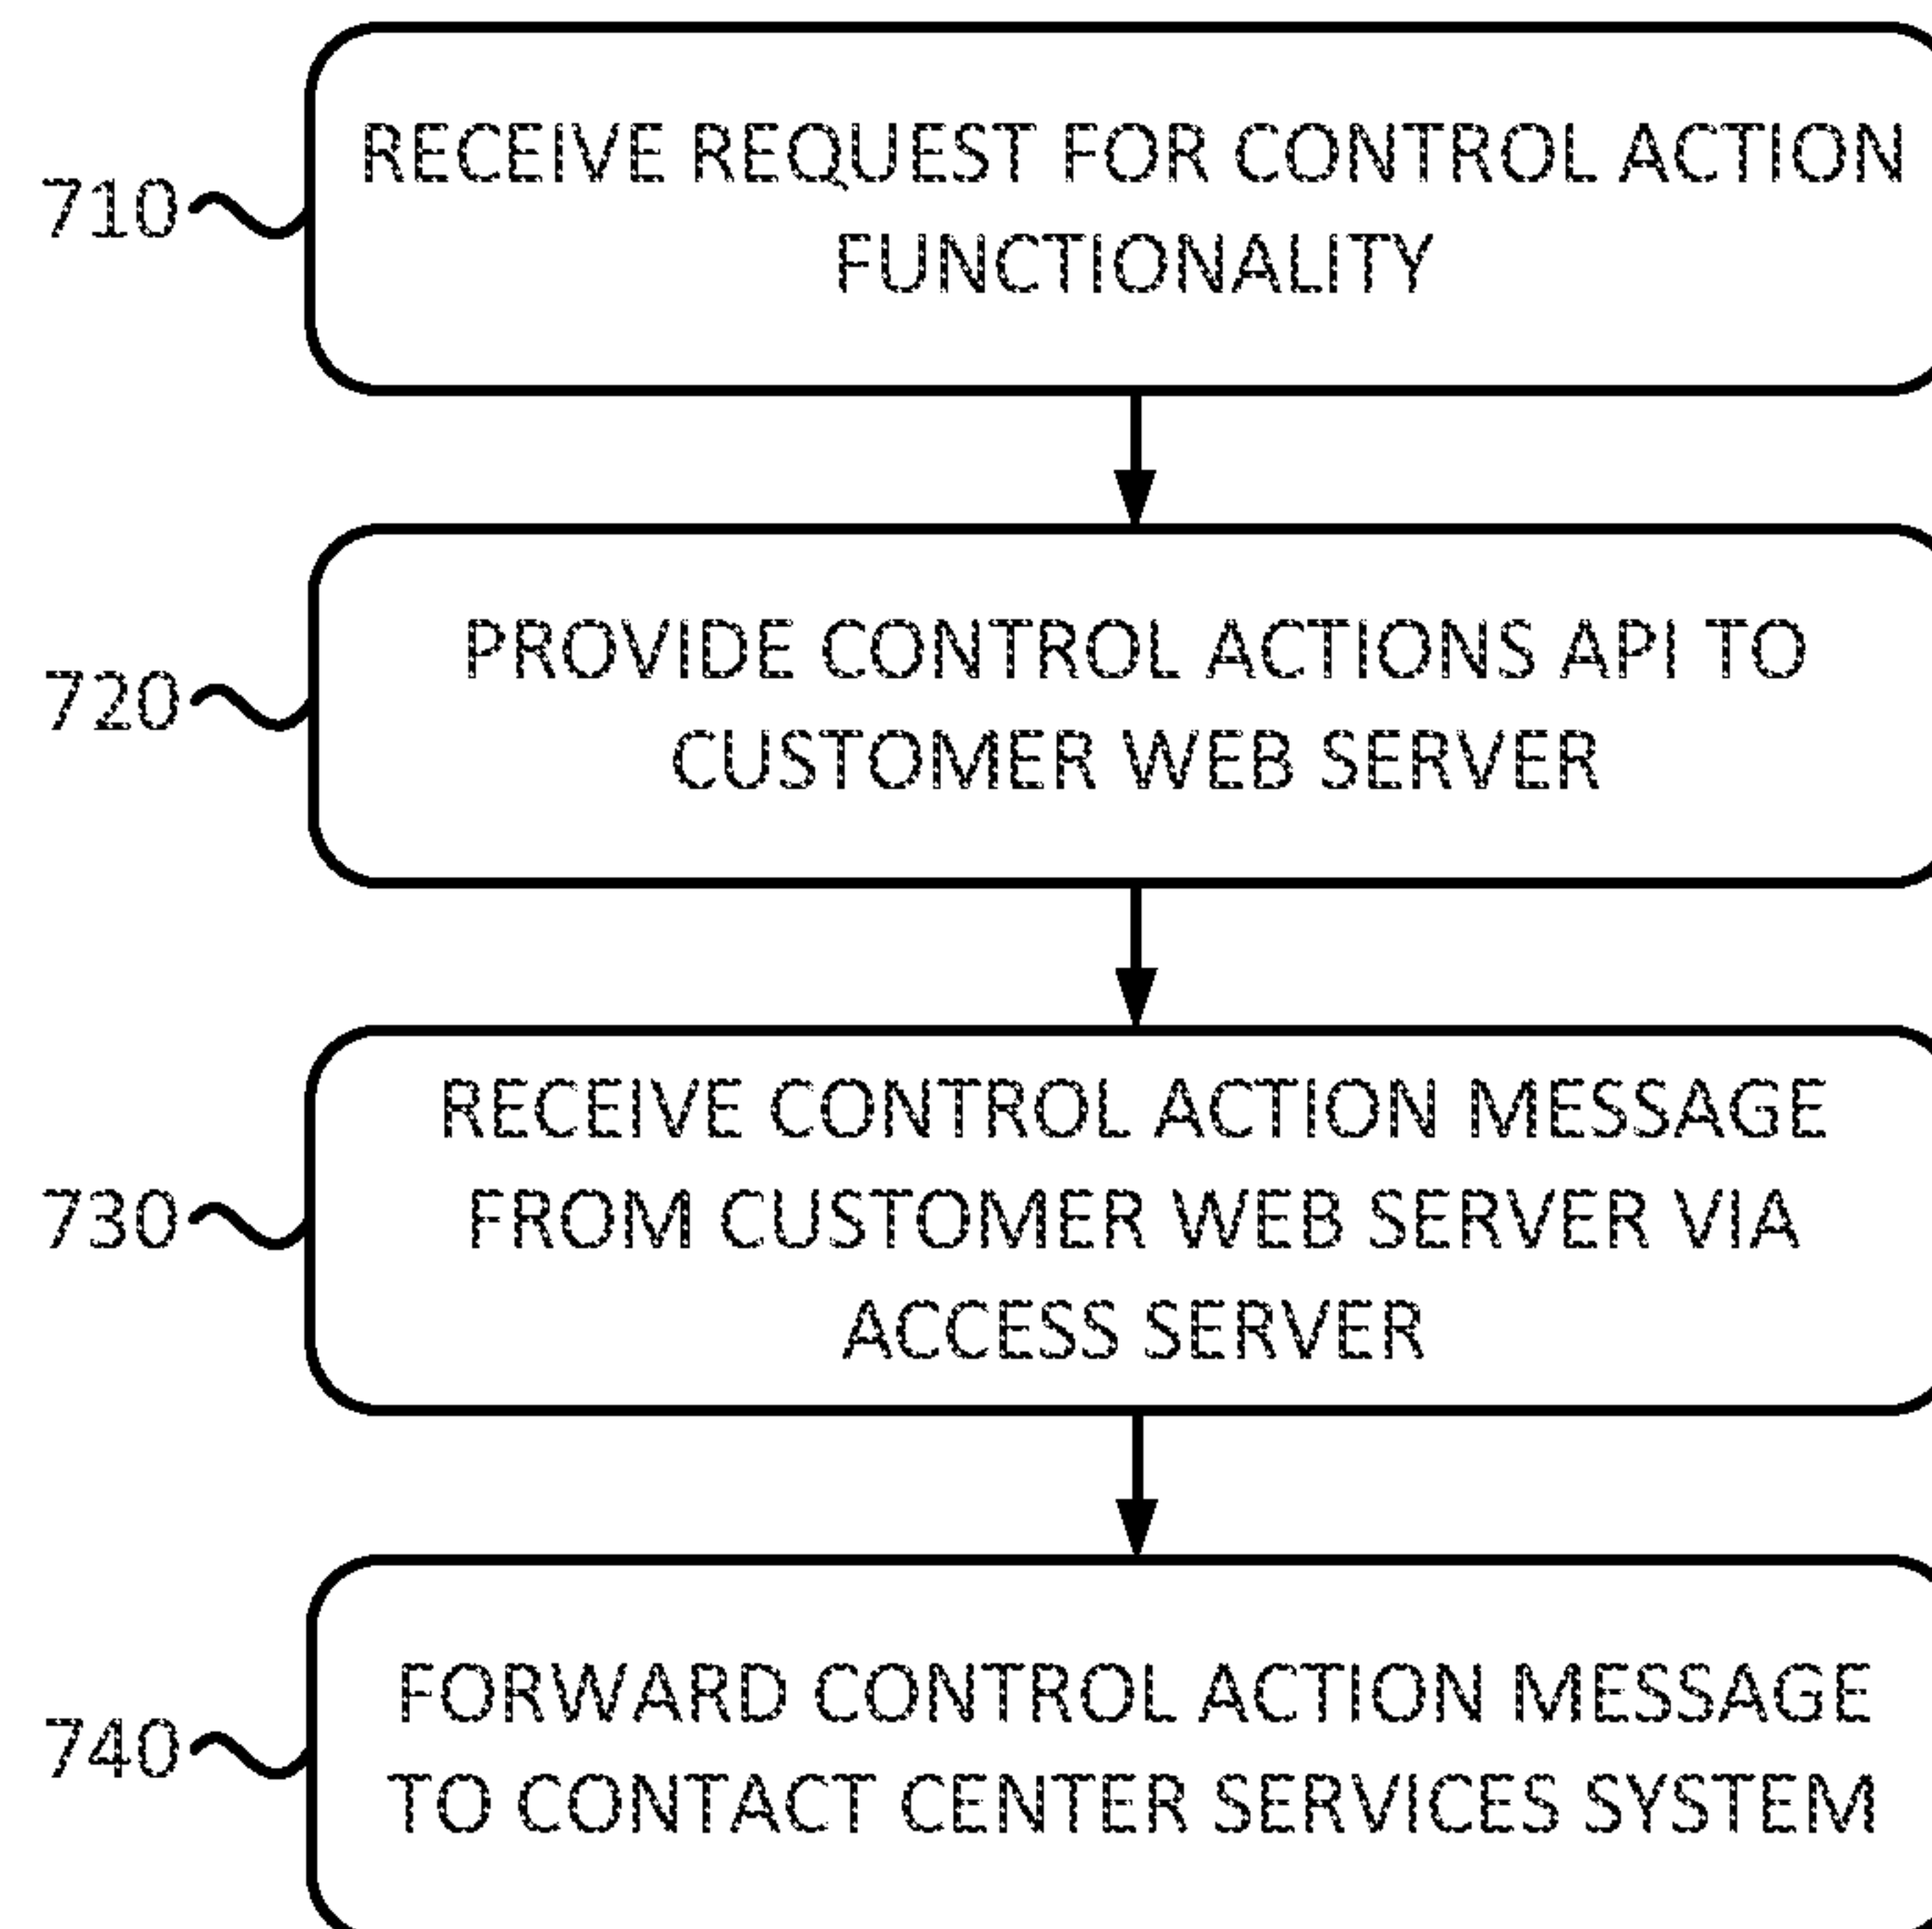 710
RECEIVE REQUEST FOR CONTROL ACTION
FUNCTIONALITY
720
PROVIDE CONTROL ACTIONS API TO
CUSTOMER WEB SERVER
730
RECEIVE CONTROL ACTION MESSAGE
FROM CUSTOMER WEB SERVER VIA
ACCESS SERVER
740
FORWARD CONTROL ACTION MESSAGE
TO CONTACT CENTER SERVICES SYSTEM